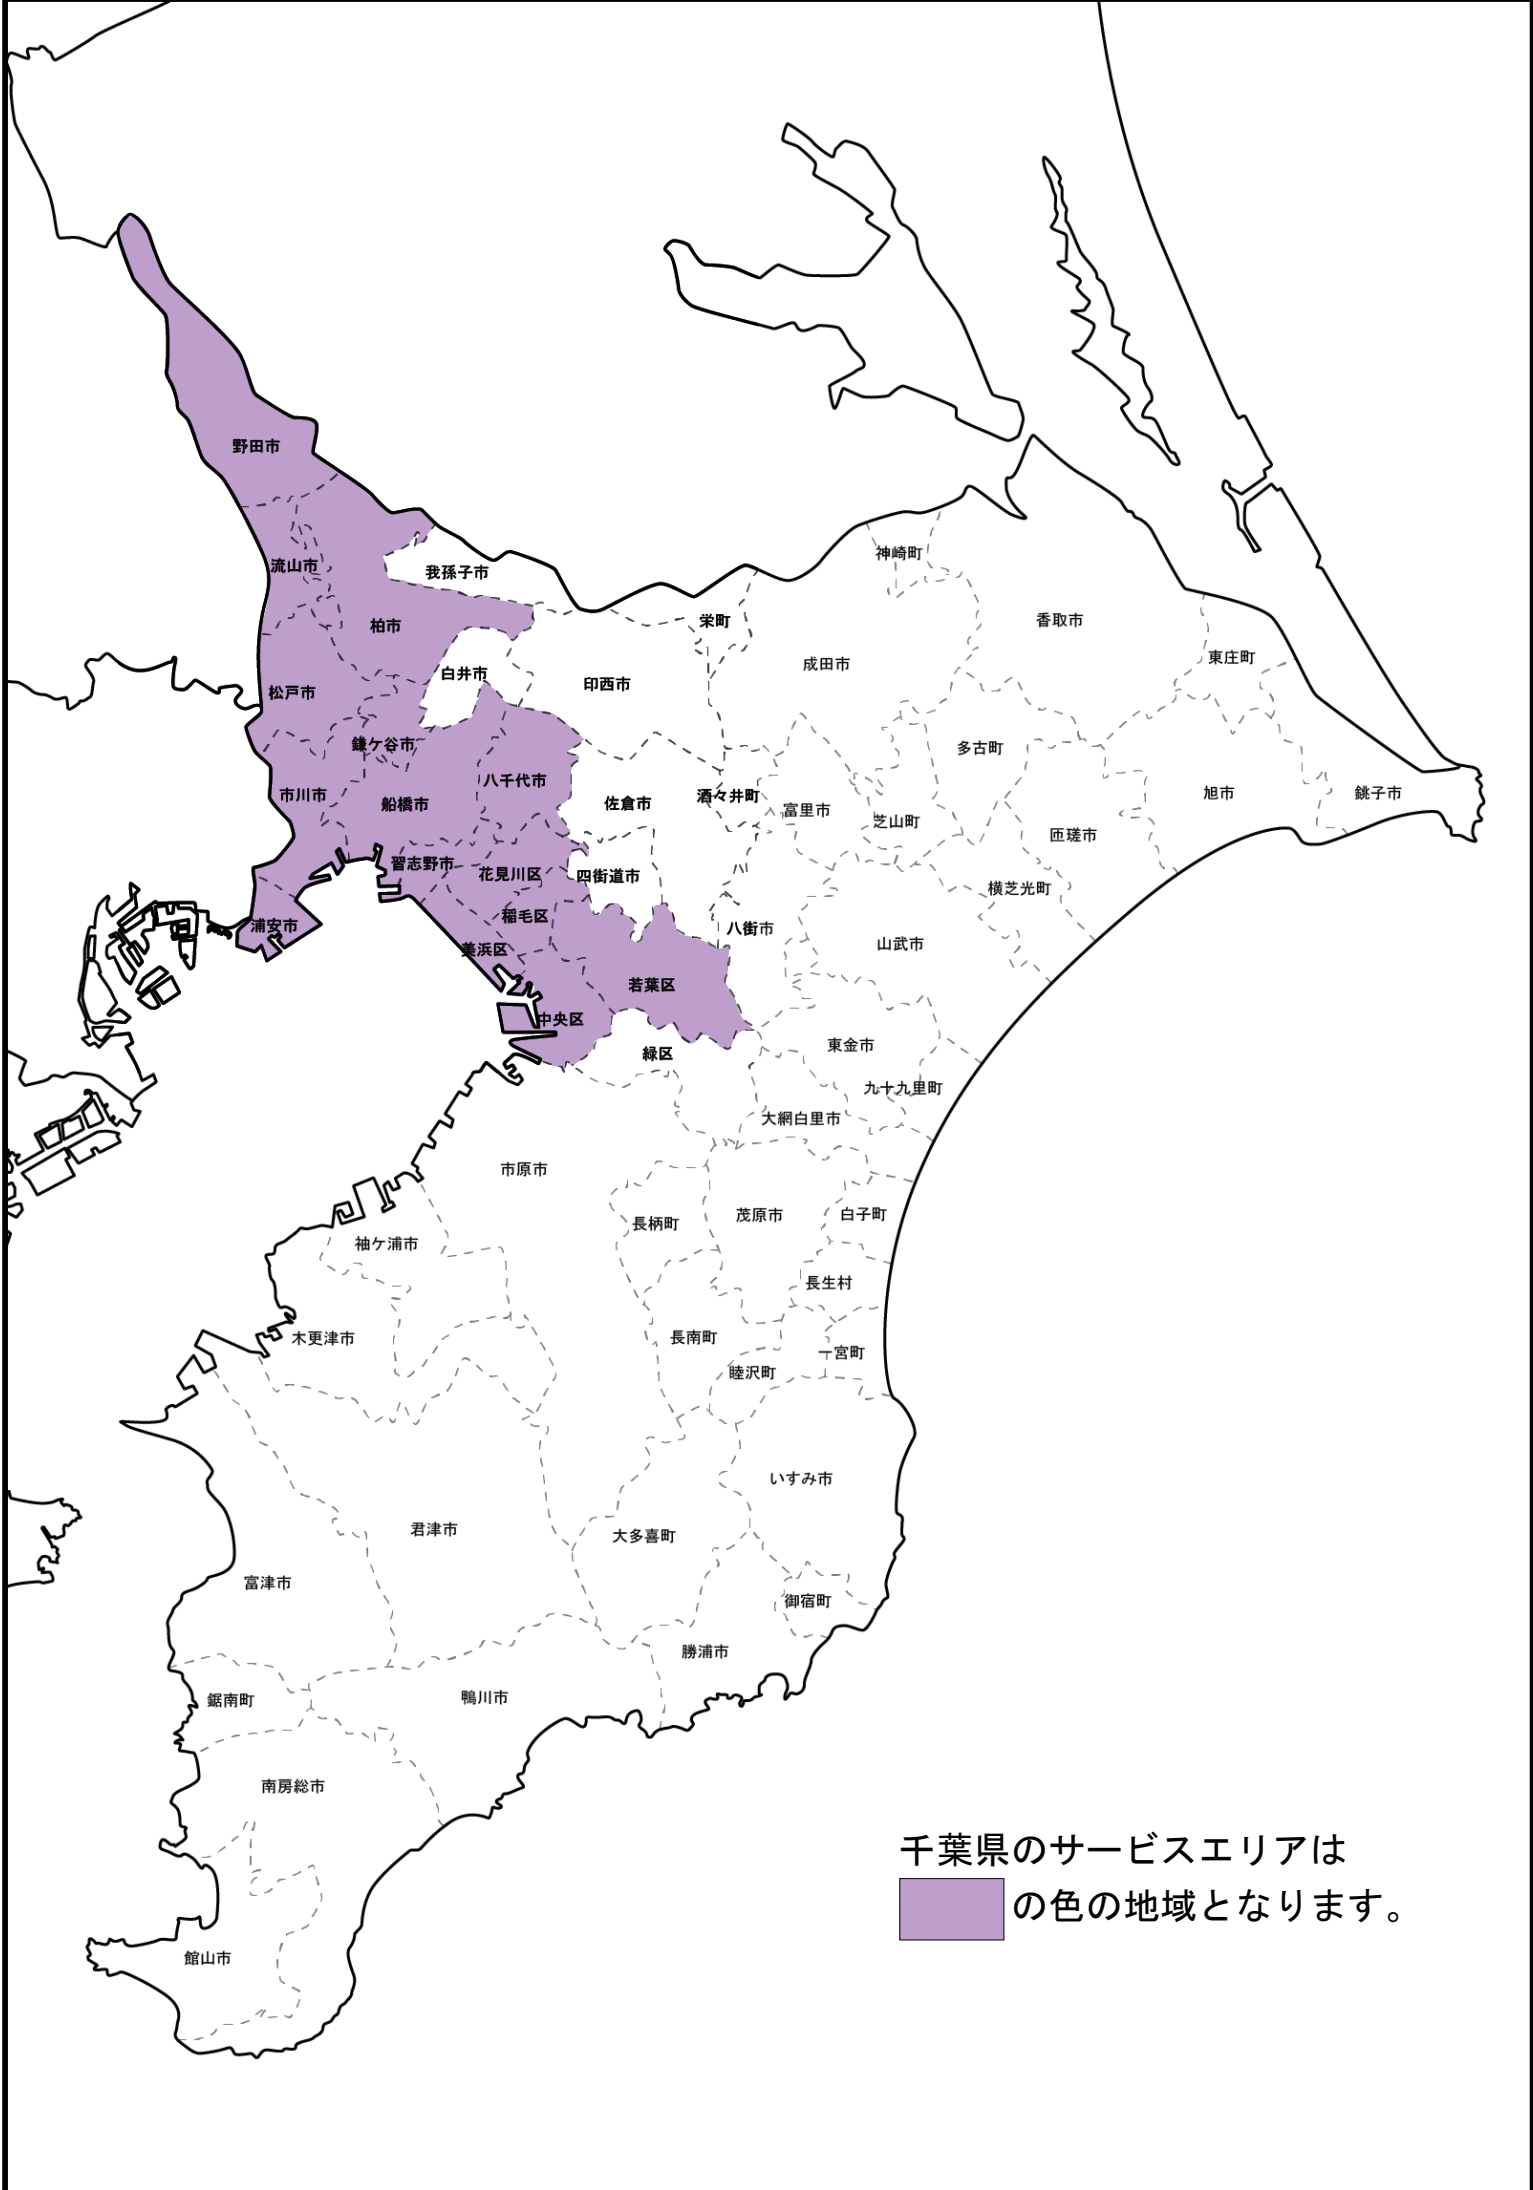 野田市
流山市
我孫子市
柏市
松戸市
白井市
印西市
栄町
神崎町
成田市
香取市
東庄町
鎌ケ谷市
八千代市
市川市
船橋市
佐倉市
酒々井町
富里市
多古町
芝山町
匝瑳市
旭市
銚子市
習志野市
花見川区
四街道市
横芝光町
浦安市
稲毛区
美浜区
八街市
山武市
若葉区
中央区
緑区
東金市
九十九里町
大網白里市
市原市
長柄町
茂原市
白子町
袖ケ浦市
長生村
木更津市
長南町
一宮町
睦沢町
いすみ市
君津市
大多喜町
富津市
御宿町
勝浦市
鋸南町
鴨川市
南房総市
館山市
千葉県のサービスエリアは
の色の地域となります。